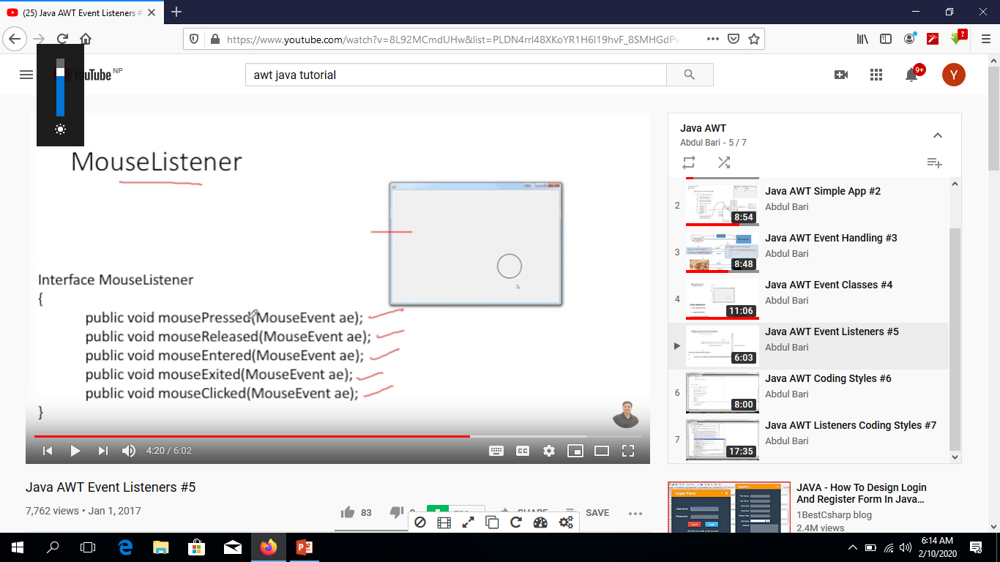 (25) Java AWT Event Listeners #
https://www.youtube.com/watch?v=8L92MCmdUHw&list=PLDN4rrl48XKoYR1H6l19hvF_8SMHGdPv
?
YouTube NP
awt java tutorial
9+
Y
MouseListener
Interface MouseListener
{
public void mousePressed(MouseEvent ae);
public void mouseReleased(MouseEvent ae);
public void mouseEntered(MouseEvent ae);
public void mouseExited(MouseEvent ae);
public void mouseClicked(MouseEvent ae);
}
4:20 / 6:02
CC
Java AWT Event Listeners #5
7,762 views • Jan 1, 2017
83
SHARE
SAVE
Java AWT
Abdul Bari - 5 / 7
2
8:54
Java AWT Simple App #2
Abdul Bari
3
8:48
Java AWT Event Handling #3
Abdul Bari
4
KeyEvent
11:06
Java AWT Event Classes #4
Abdul Bari
AdjustmentListener
6:03
Java AWT Event Listeners #5
Abdul Bari
6
8:00
Java AWT Coding Styles #6
Abdul Bari
7
17:35
Java AWT Listeners Coding Styles #7
Abdul Bari
Login Form
Register
JAVA - How To Design Login
And Register Form In Java...
1BestCsharp blog
2.4M views
6:14 AM
2/10/2020